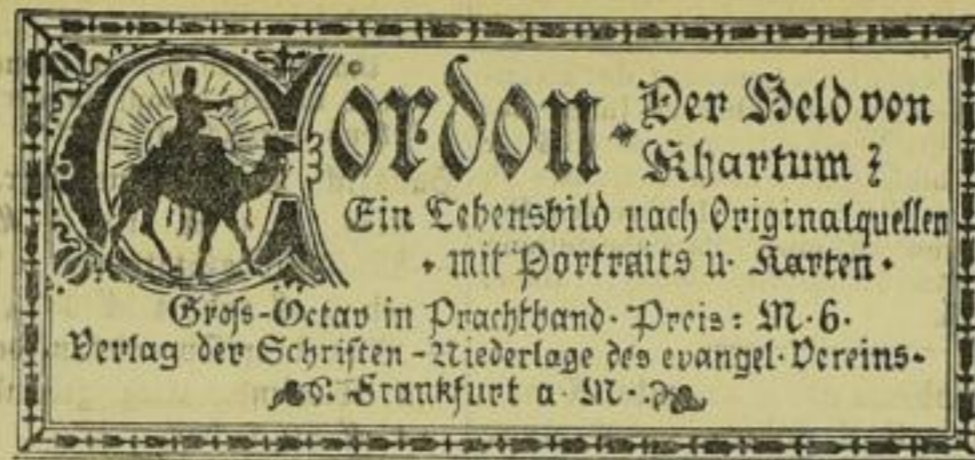 Gordon. Der Held von
Khartum
Ein Lebensbild nach Originalquellen
mit Portraits u. Karten.
Gross-Octav in Prachtband. Preis: M. 6.
Verlag der Schriften-Niederlage des evangel. Vereins.
Frankfurt a. M.